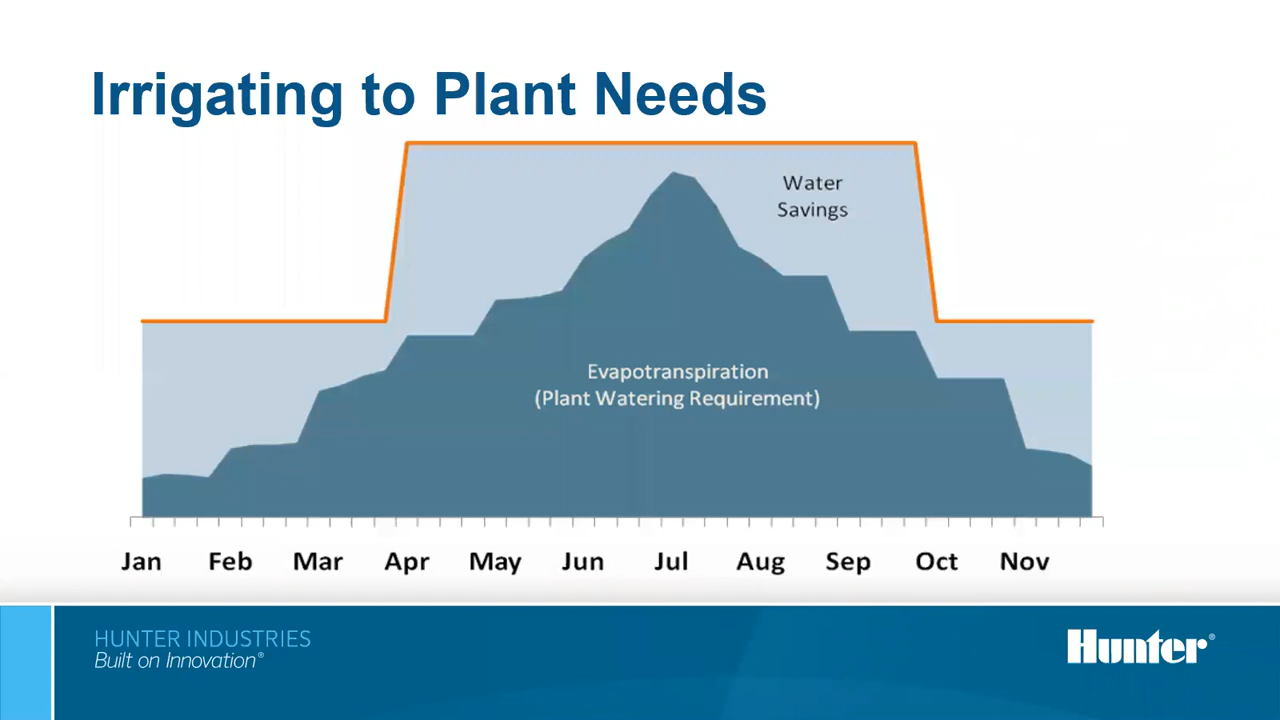 Irrigating to Plant Needs
Water
Savings
Evapotranspiration
(Plant Watering Requirement)
Jan Feb Mar Apr May Jun Jul Aug Sep Oct Nov
HUNTER INDUSTRIES
Built on Innovation®
Hunter®